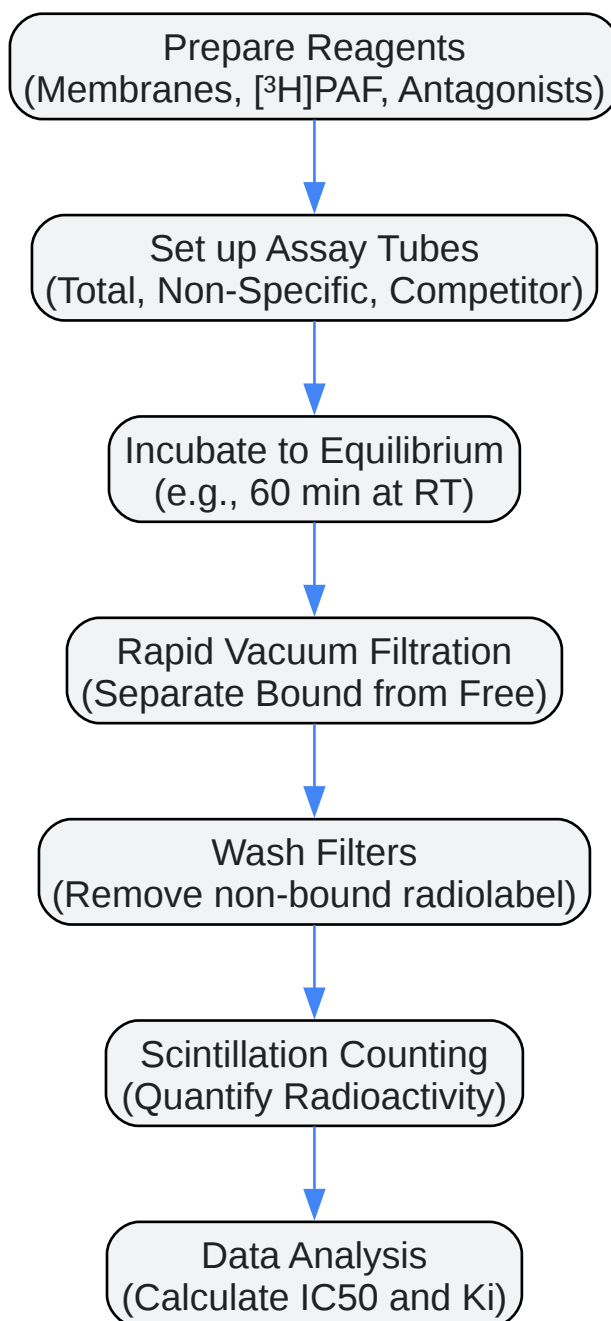 Prepare Reagents
(Membranes, [³H]PAF, Antagonists)
Set up Assay Tubes
(Total, Non-Specific, Competitor)
Incubate to Equilibrium
(e.g., 60 min at RT)
Rapid Vacuum Filtration
(Separate Bound from Free)
Wash Filters
(Remove non-bound radiolabel)
Scintillation Counting
(Quantify Radioactivity)
Data Analysis
(Calculate IC50 and Ki)